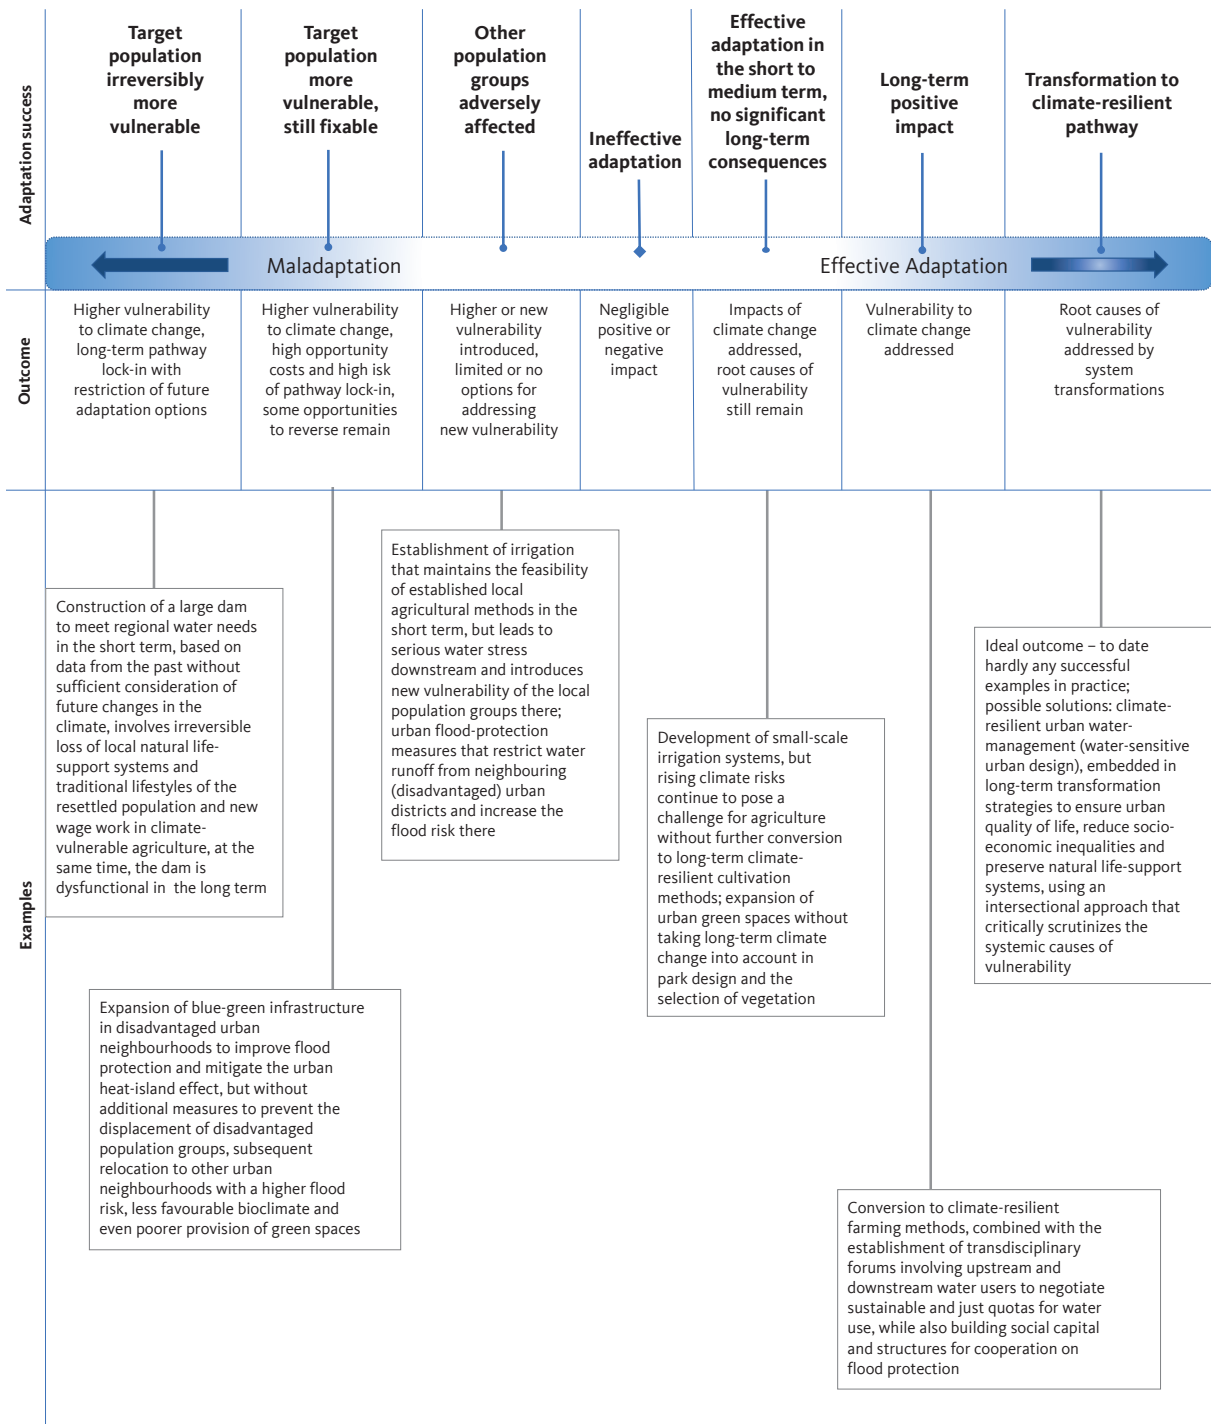 Adaptation success
Target
population
irreversibly
more
vulnerable
Target
population
more
vulnerable,
still fixable
Other
population
groups
adversely
affected
Ineffective
adaptation
Effective
adaptation in
the short to
medium term,
no significant
long-term
consequences
Long-term
positive
impact
Transformation to
climate-resilient
pathway
Maladaptation
Effective Adaptation
Outcome
Higher vulnerability
to climate change,
long-term pathway
lock-in with
restriction of future
adaptation options
Higher vulnerability
to climate change,
high opportunity
costs and high risk
of pathway lock-in,
some opportunities
to reverse remain
Higher or new
vulnerability
introduced,
limited or no
options for
addressing
new vulnerability
Negligible
positive or
negative
impact
Impacts of
climate change
addressed,
root causes of
vulnerability
still remain
Vulnerability to
climate change
addressed
Root causes of
vulnerability
addressed by
system
transformations
Examples
Construction of a large dam
to meet regional water needs
in the short term, based on
data from the past without
sufficient consideration of
future changes in the
climate, involves irreversible
loss of local natural life-
support systems and
traditional lifestyles of the
resettled population and new
wage work in climate-
vulnerable agriculture, at the
same time, the dam is
dysfunctional in the long term
Expansion of blue-green infrastructure
in disadvantaged urban
neighbourhoods to improve flood
protection and mitigate the urban
heat-island effect, but without
additional measures to prevent the
displacement of disadvantaged
population groups, subsequent
relocation to other urban
neighbourhoods with a higher flood
risk, less favourable bioclimate and
even poorer provision of green spaces
Establishment of irrigation
that maintains the feasibility
of established local
agricultural methods in the
short term, but leads to
serious water stress
downstream and introduces
new vulnerability of the local
population groups there;
urban flood-protection
measures that restrict water
runoff from neighbouring
(disadvantaged) urban
districts and increase the
flood risk there
Development of small-scale
irrigation systems, but
rising climate risks
continue to pose a
challenge for agriculture
without further conversion
to long-term climate-
resilient cultivation
methods; expansion of
urban green spaces without
taking long-term climate
change into account in
park design and the
selection of vegetation
Conversion to climate-resilient
farming methods, combined with the
establishment of transdisciplinary
forums involving upstream and
downstream water users to negotiate
sustainable and just quotas for water
use, while also building social capital
and structures for cooperation on
flood protection
Ideal outcome – to date
hardly any successful
examples in practice;
possible solutions: climate-
resilient urban water-
management (water-sensitive
urban design), embedded in
long-term transformation
strategies to ensure urban
quality of life, reduce socio-
economic inequalities and
preserve natural life-support
systems, using an
intersectional approach that
critically scrutinizes the
systemic causes of
vulnerability